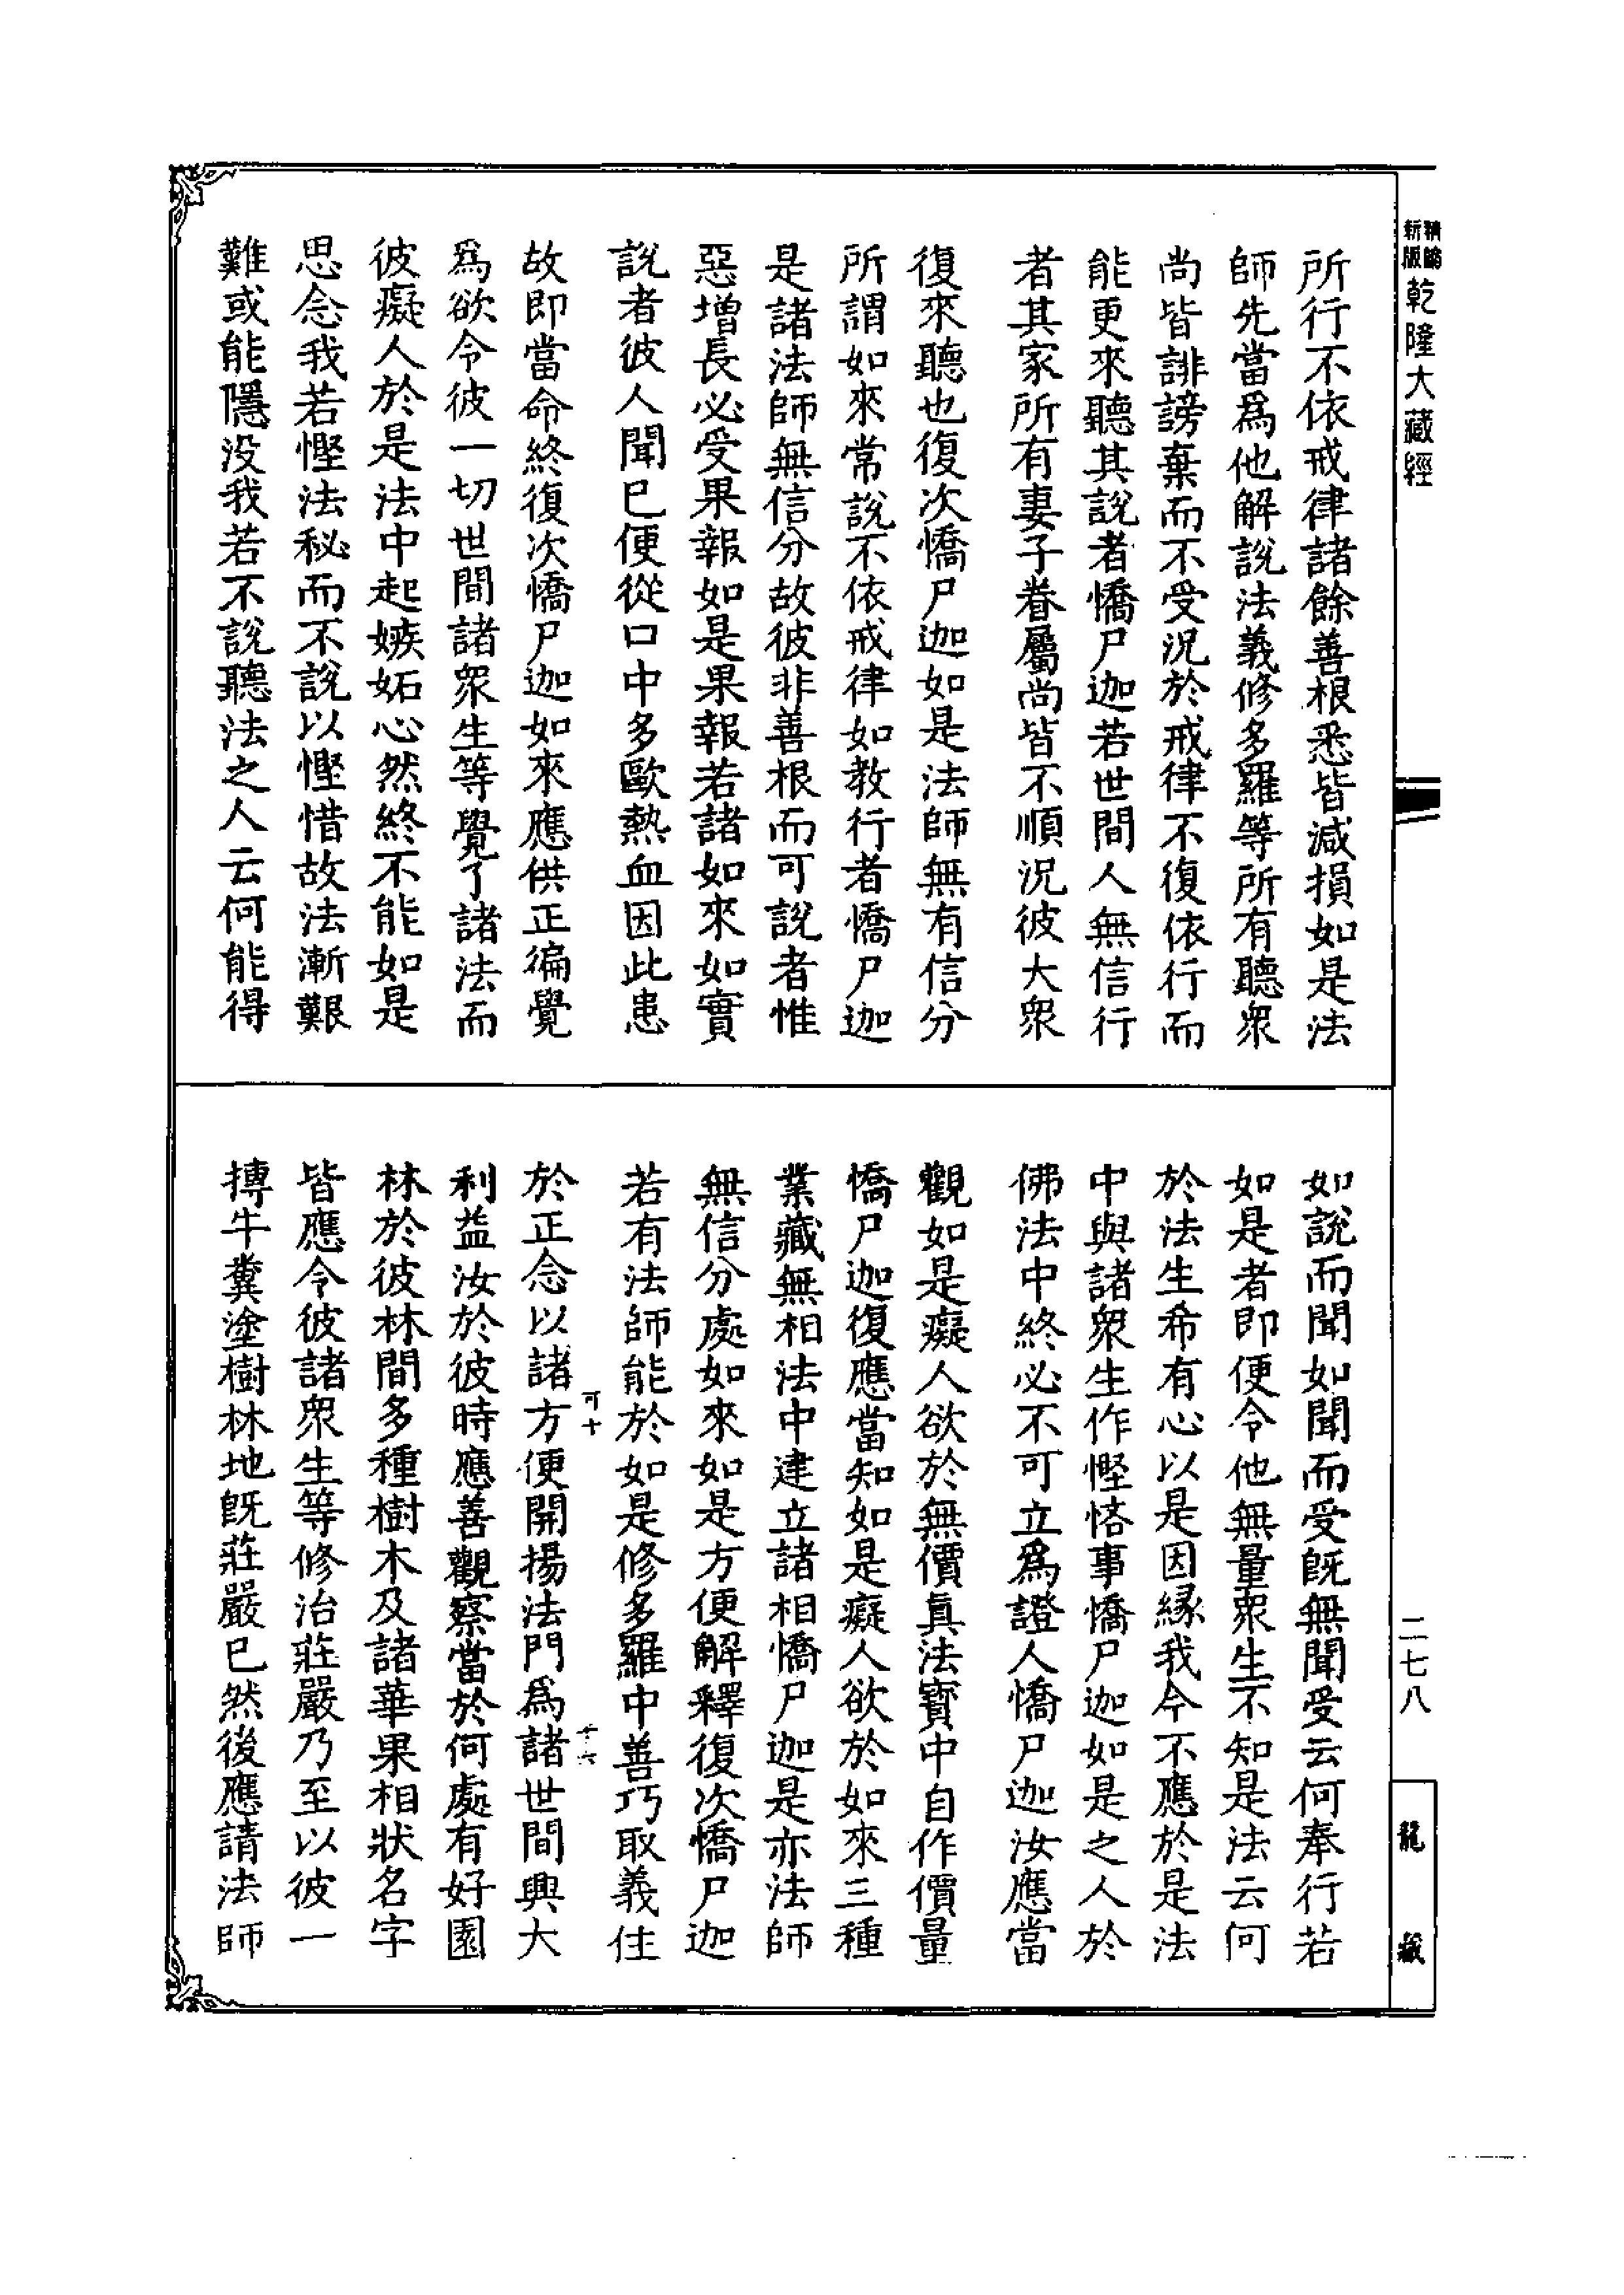 精縮
新版
乾隆大藏經
所行不依戒律諸餘善根悉皆減損如是法
師先當爲他解說法義修多羅等所有聽衆
尚皆誹謗棄而不受況於戒律不復依行而
能更來聽其說者憍尸迦若世間人無信行
者其家所有妻子眷屬尚皆不順況彼大衆
復來聽也復次憍尸迦如是法師無有信分
所謂如來常說不依戒律如教行者憍尸迦
是諸法師無信分故彼非善根而可說者惟
惡增長必受果報如是果報若諸如來如實
說者彼人聞已便從口中多歐熱血因此患
故即當命終復次憍尸迦如來應供正徧覺
爲欲令彼一切世間諸衆生等覺了諸法而
彼癡人於是法中起嫉妬心然終不能如是
思念我若慳法秘而不說以慳惜故法漸艱
難或能隱没我若不說聽法之人云何能得
如說而聞如聞而受既無聞受云何奉行若
如是者即便令他無量衆生不知是法云何
於法生希有心以是因緣我今不應於是法
中與諸衆生作慳悋事憍尸迦如是之人於
佛法中終必不可立爲證人憍尸迦汝應當
觀如是癡人欲於無價真法寶中自作價量
憍尸迦復應當知如是癡人欲於如來三種
業藏無相法中建立諸相憍尸迦是亦法師
無信分處如來如是方便解釋復次憍尸迦
若有法師能於如是修多羅中善巧取義住
可十
十六
於正念以諸方便開揚法門爲諸世間興大
利益汝於彼時應善觀察當於何處有好園
林於彼林間多種樹木及諸華果相狀名字
皆應令彼諸衆生等修治莊嚴乃至以彼一
摶牛糞塗樹林地既莊嚴已然後應請法師
二七八
龍藏